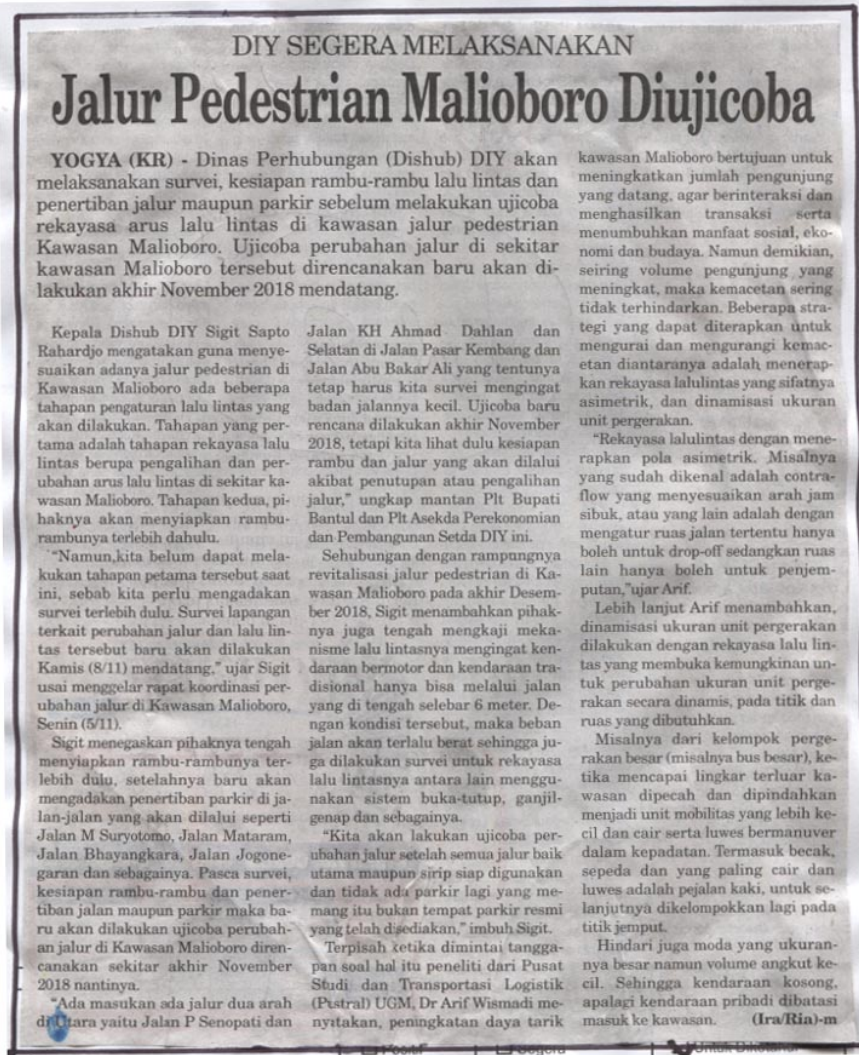 DIY SEGERA MELAKSANAKAN
Jalur Pedestrian Malioboro Diujicoba
YOGYA (KR) - Dinas Perhubungan (Dishub) DIY akan
melaksanakan survei, kesiapan rambu-rambu lalu lintas dan
penertiban jalur maupun parkir sebelum melakukan ujicoba
rekayasa arus lalu lintas di kawasan jalur pedestrian
Kawasan Malioboro. Ujicoba perubahan jalur di sekitar
kawasan Malioboro tersebut direncanakan baru akan di-
lakukan akhir November 2018 mendatang.
Kepala Dishub DIY Sigit Sapto
Rahardjo mengatakan guna menye-
suaikan adanya jalur pedestrian di
Kawasan Malioboro ada beberapa
tahapan pengaturan lalu lintas yang
akan dilakukan. Tahapan yang per-
tama adalah tahapan rekayasa lalu
lintas berupa pengalihan dan per-
ubahan arus lalu lintas di sekitar ka-
wasan Malioboro. Tahapan kedua, pi-
haknya akan menyiapkan rambu-
rambunya terlebih dahulu.
"Namun,kita belum dapat mela-
kukan tahapan petama tersebut saat
ini, sebab kita perlu mengadakan
survei terlebih dulu. Survei lapangan
terkait perubahan jalur dan lalu lin-
tas tersebut baru akan dilakukan
Kamis (8/11) mendatang," ujar Sigit
usai menggelar rapat koordinasi per-
ubahan jalur di Kawasan Malioboro,
Senin (5/11).
Sigit menegaskan pihaknya tengah
menyiapkan rambu-rambunya ter-
lebih dulu, setelahnya baru akan
mengadakan penertiban parkir di ja-
lan-jalan yang akan dilalui seperti
Jalan M Suryotomo, Jalan Mataram,
Jalan Bhayangkara, Jalan Jogone-
garan dan sebagainya. Pasca survei,
kesiapan rambu-rambu dan pener-
tiban jalan maupun parkir maka ba-
ru akan dilakukan ujicoba perubah-
an jalur di Kawasan Malioboro diren-
canakan sekitar akhir November
2018 nantinya.
"Ada masukan ada jalur dua arah
di Utara yaitu Jalan P Senopati dan
Jalan KH Ahmad Dahlan dan
Selatan di Jalan Pasar Kembang dan
Jalan Abu Bakar Ali yang tentunya
tetap harus kita survei mengingat
badan jalannya kecil. Ujicoba baru
rencana dilakukan akhir November
2018, tetapi kita lihat dulu kesiapan
rambu dan jalur yang akan dilalui
akibat penutupan atau pengalihan
jalur," ungkap mantan Plt Bupati
Bantul dan Plt Asekda Perekonomian
dan Pembangunan Setda DIY ini.
Sehubungan dengan rampungnya
revitalisasi jalur pedestrian di Ka-
wasan Malioboro pada akhir Desem-
ber 2018, Sigit menambahkan pihak-
nya juga tengah mengkaji meka-
nisme lalu lintasnya mengingat ken-
daraan bermotor dan kendaraan tra-
disional hanya bisa melalui jalan
yang di tengah selebar 6 meter. De-
ngan kondisi tersebut, maka beban
jalan akan terlalu berat sehingga ju-
ga dilakukan survei untuk rekayasa
lalu lintasnya antara lain menggu-
nakan sistem buka-tutup, ganjil-
genap dan sebagainya.
"Kita akan lakukan ujicoba per-
ubahan jalur setelah semua jalur baik
utama maupun sirip siap digunakan
dan tidak ada parkir lagi yang me-
mang itu bukan tempat parkir resmi
yang telah disediakan," imbuh Sigit.
Terpisah ketika dimintai tangga-
pan soal hal itu peneliti dari Pusat
Studi dan Transportasi Logistik
(Pustral) UGM, Dr Arif Wismadi me-
nyatakan, peningkatan daya tarik
kawasan Malioboro bertujuan untuk
meningkatkan jumlah pengunjung
yang datang, agar berinteraksi dan
menghasilkan transaksi serta
menumbuhkan manfaat sosial, eko-
nomi dan budaya. Namun demikian,
seiring volume pengunjung yang
meningkat, maka kemacetan sering
tidak terhindarkan. Beberapa stra-
tegi yang dapat diterapkan untuk
mengurai dan mengurangi kemac-
etan diantaranya adalah menerap-
kan rekayasa lalulintas yang sifatnya
asimetrik, dan dinamisasi ukuran
unit pergerakan.
"Rekayasa lalulintas dengan mene-
rapkan pola asimetrik. Misalnya
yang sudah dikenal adalah contra-
flow yang menyesuaikan arah jam
sibuk, atau yang lain adalah dengan
mengatur ruas jalan tertentu hanya
boleh untuk drop-off sedangkan ruas
lain hanya boleh untuk penjem-
putan,"ujar Arif.
Lebih lanjut Arif menambahkan,
dinamisasi ukuran unit pergerakan
dilakukan dengan rekayasa lalu lin-
tas yang membuka kemungkinan un-
tuk perubahan ukuran unit perge-
rakan secara dinamis, pada titik dan
ruas yang dibutuhkan.
Misalnya dari kelompok perge-
rakan besar (misalnya bus besar), ke-
tika mencapai lingkar terluar ka-
wasan dipecah dan dipindahkan
menjadi unit mobilitas yang lebih ke-
cil dan cair serta luwes bermanuver
dalam kepadatan. Termasuk becak,
sepeda dan yang paling cair dan
luwes adalah pejalan kaki, untuk se-
lanjutnya dikelompokkan lagi pada
titik jemput.
Hindari juga moda yang ukuran-
nya besar namun volume angkut ke-
cil. Sehingga kendaraan kosong,
apalagi kendaraan pribadi dibatasi
masuk ke kawasan. (Ira/Ria)-m